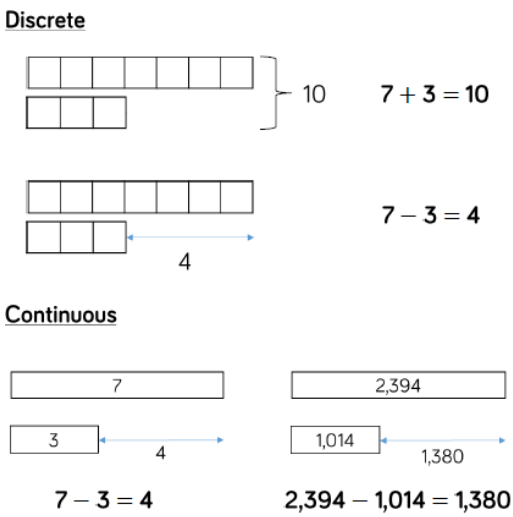 Discrete
10
7 + 3 = 10
7 − 3 = 4
4
Continuous
7
2,394
3
4
1,014
1,380
7 − 3 = 4
2,394 − 1,014 = 1,380